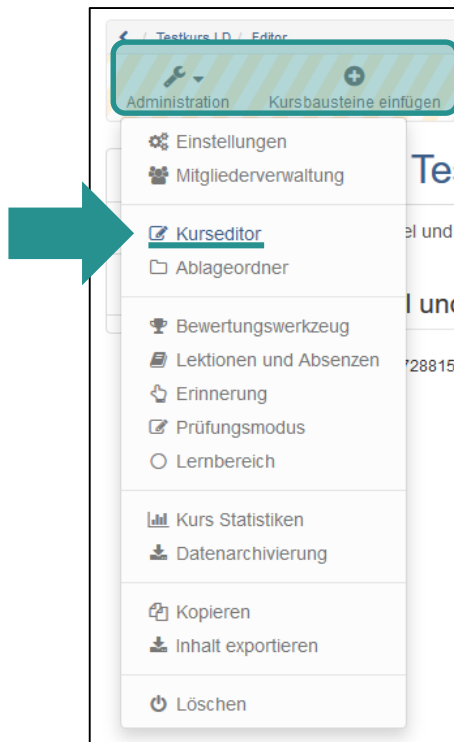 Testkurs LD / Editor
Administration Kursbausteine einfügen
Einstellungen
Mitgliederverwaltung
Tes
Kurseditor
el und
Ablageordner
l und
Bewertungswerkzeug
Lektionen und Absenzen
728815
Erinnerung
Prüfungsmodus
Lernbereich
Kurs Statistiken
Datenarchivierung
Kopieren
Inhalt exportieren
Löschen